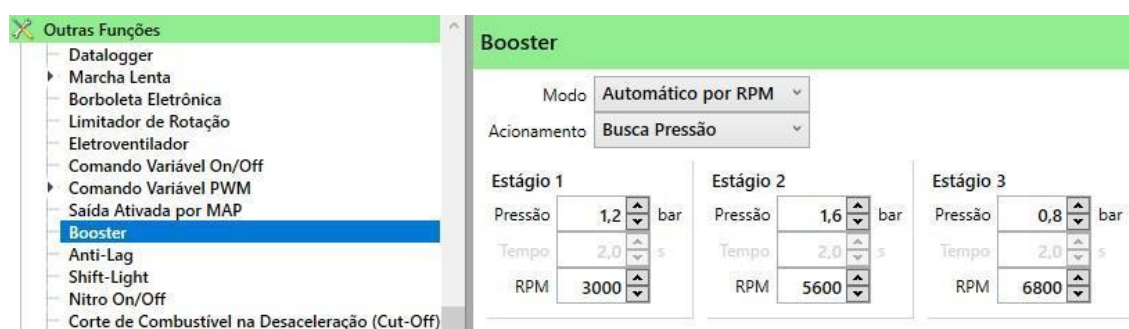 Outras Funções
Datalogger
Marcha Lenta
Borboleta Eletrônica
Limitador de Rotação
Eletroventilador
Comando Variável On/Off
Comando Variável PWM
Saída Ativada por MAP
Booster
Anti-Lag
Shift-Light
Nitro On/Off
Corte de Combustível na Desaceleração (Cut-Off)
Booster
Modo Automático por RPM
Acionamento Busca Pressão
Estágio 1 Estágio 2 Estágio 3
Pressão 1,2 bar Pressão 1,6 bar Pressão 0,8 bar
Tempo 2,0 s Tempo 2,0 s Tempo 2,0 s
RPM 3000 RPM 5600 RPM 6800